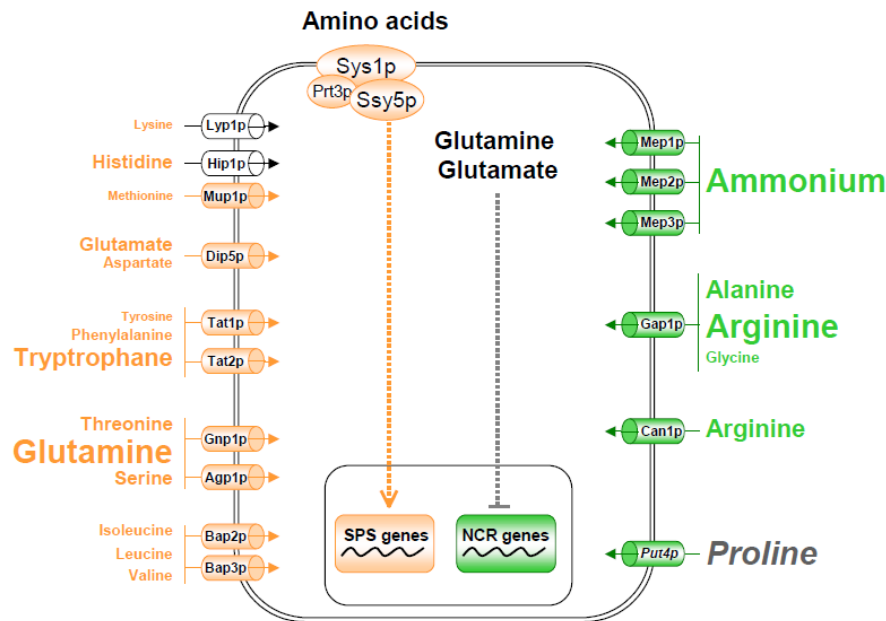 Amino acids
Sys1p
Prt3p
Ssy5p
Lysine
Lyp1p
Histidine
Hip1p
Methionine
Mup1p
Glutamate
Aspartate
Dip5p
Tyrosine
Phenylalanine
Tryptrophane
Tat1p
Tat2p
Threonine
Glutamine
Serine
Gnp1p
Agp1p
Isoleucine
Leucine
Valine
Bap2p
Bap3p
Glutamine
Glutamate
SPS genes
NCR genes
Mep1p
Mep2p
Mep3p
Ammonium
Gap1p
Alanine
Arginine
Glycine
Can1p
Arginine
Put4p
Proline